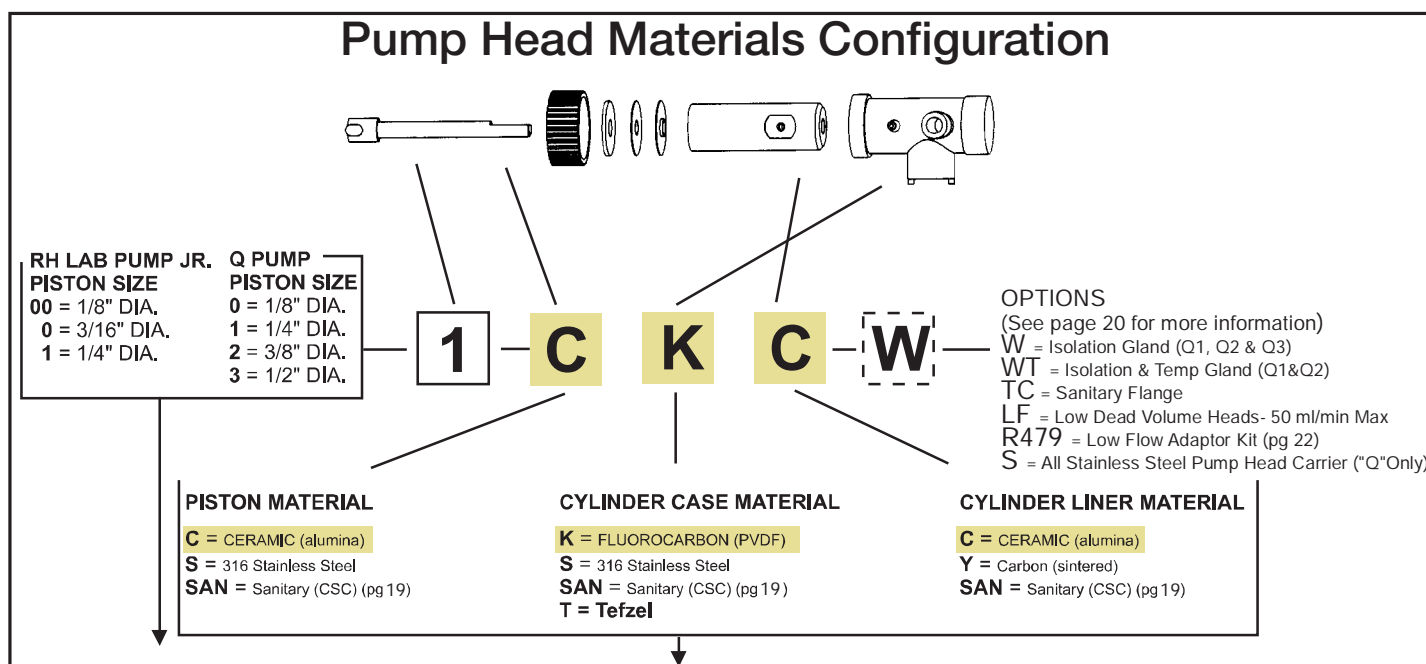 Pump Head Materials Configuration
RH LAB PUMP JR.
PISTON SIZE
00 = 1/8" DIA.
0 = 3/16" DIA.
1 = 1/4" DIA.
Q PUMP
PISTON SIZE
0 = 1/8" DIA.
1 = 1/4" DIA.
2 = 3/8" DIA.
3 = 1/2" DIA.
1 C K C W
OPTIONS
(See page 20 for more information)
W = Isolation Gland (Q1, Q2 & Q3)
WT = Isolation & Temp Gland (Q1&Q2)
TC = Sanitary Flange
LF = Low Dead Volume Heads- 50 ml/min Max
R479 = Low Flow Adaptor Kit (pg 22)
S = All Stainless Steel Pump Head Carrier ("Q"Only)
PISTON MATERIAL
C = CERAMIC (alumina)
S = 316 Stainless Steel
SAN = Sanitary (CSC) (pg 19)
CYLINDER CASE MATERIAL
K = FLUOROCARBON (PVDF)
S = 316 Stainless Steel
SAN = Sanitary (CSC) (pg 19)
T = Tefzel
CYLINDER LINER MATERIAL
C = CERAMIC (alumina)
Y = Carbon (sintered)
SAN = Sanitary (CSC) (pg 19)